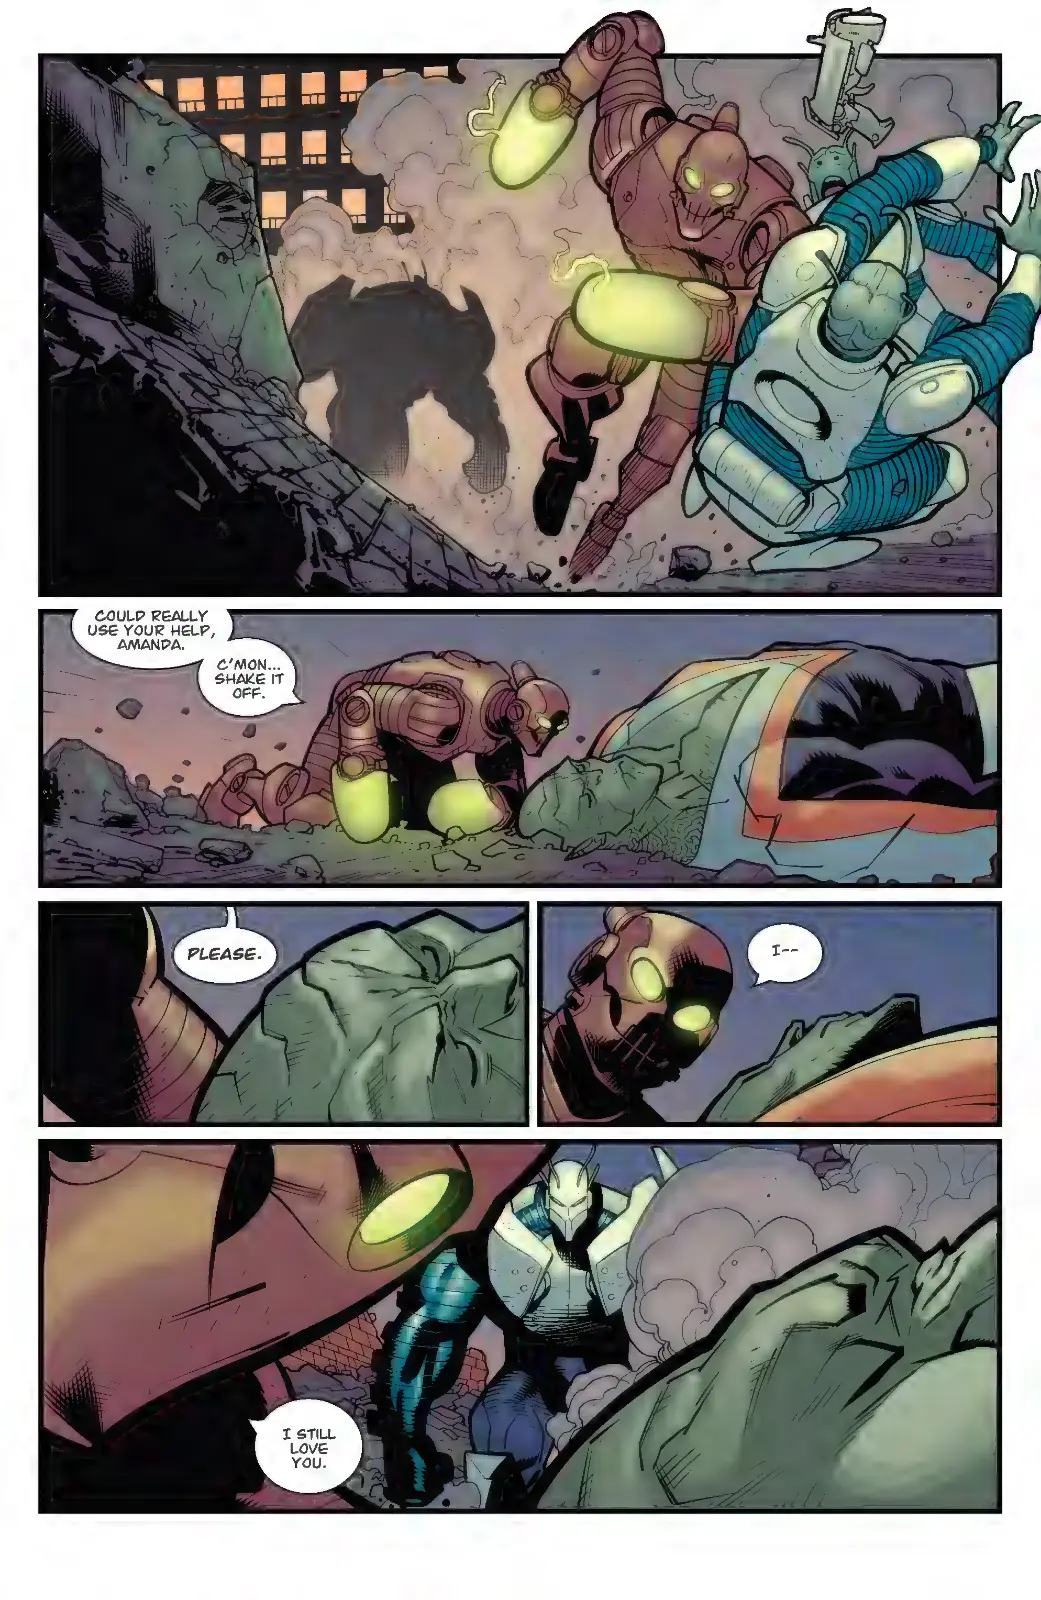 COULD REALLY
USE YOUR HELP,
AMANDA.
C'MON...
SHAKE IT
OFF.
PLEASE.
I--
I STILL
LOVE
YOU.